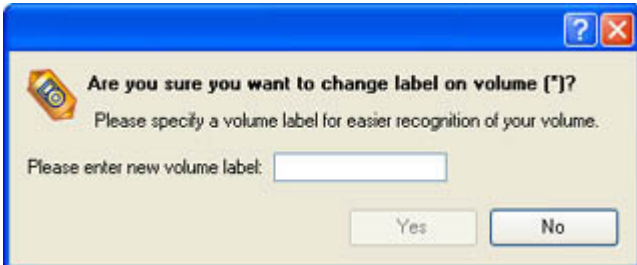 Are you sure you want to change label on volume (*)?
Please specify a volume label for easier recognition of your volume.
Please enter new volume label:
Yes No